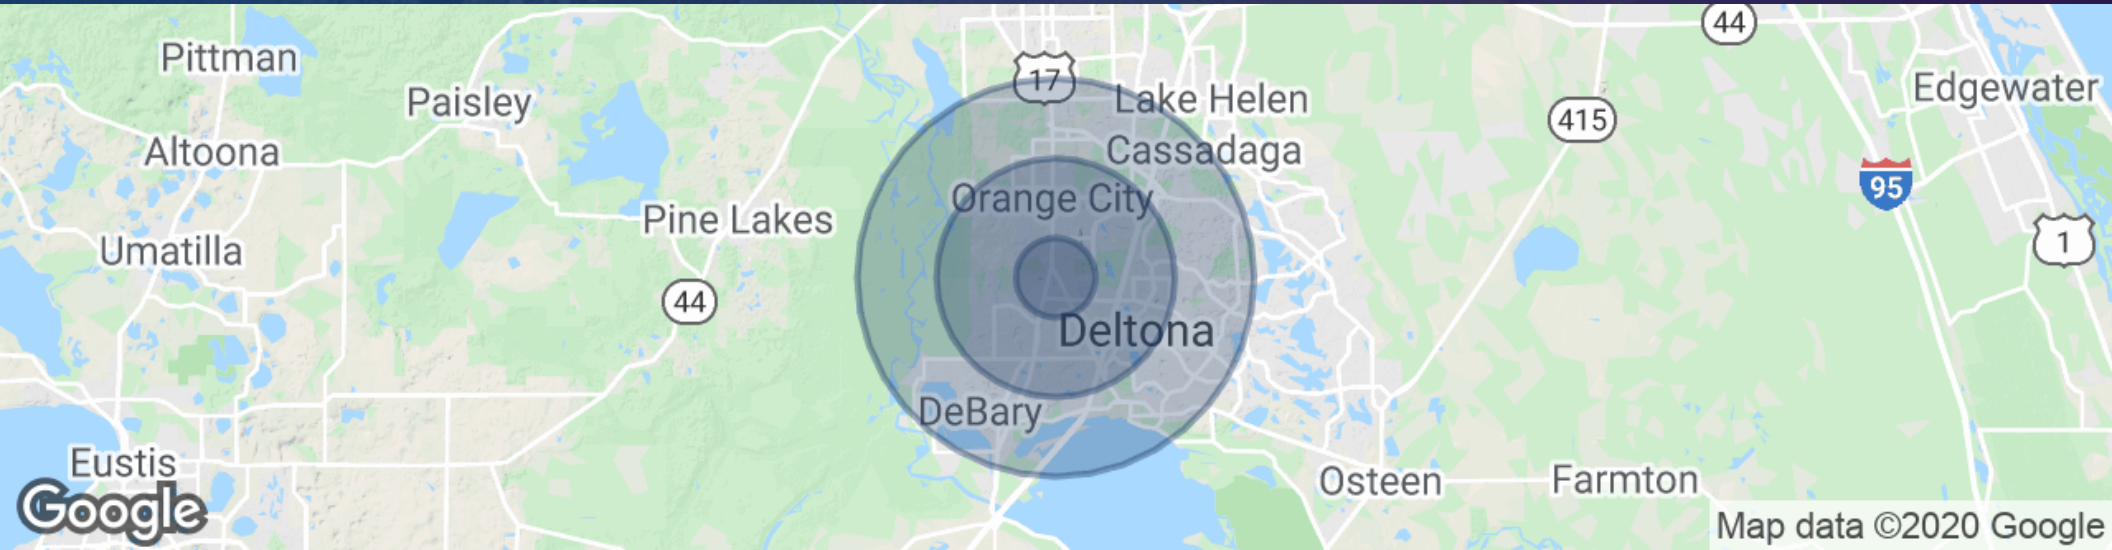 44
Pittman
17
Edgewater
Paisley
Lake Helen
415
Altoona
Cassadaga
95
Orange City
Pine Lakes
Umatilla
1
44
Deltona
DeBary
Eustis
Osteen
Farmton
Google
Map data ©2020 Google